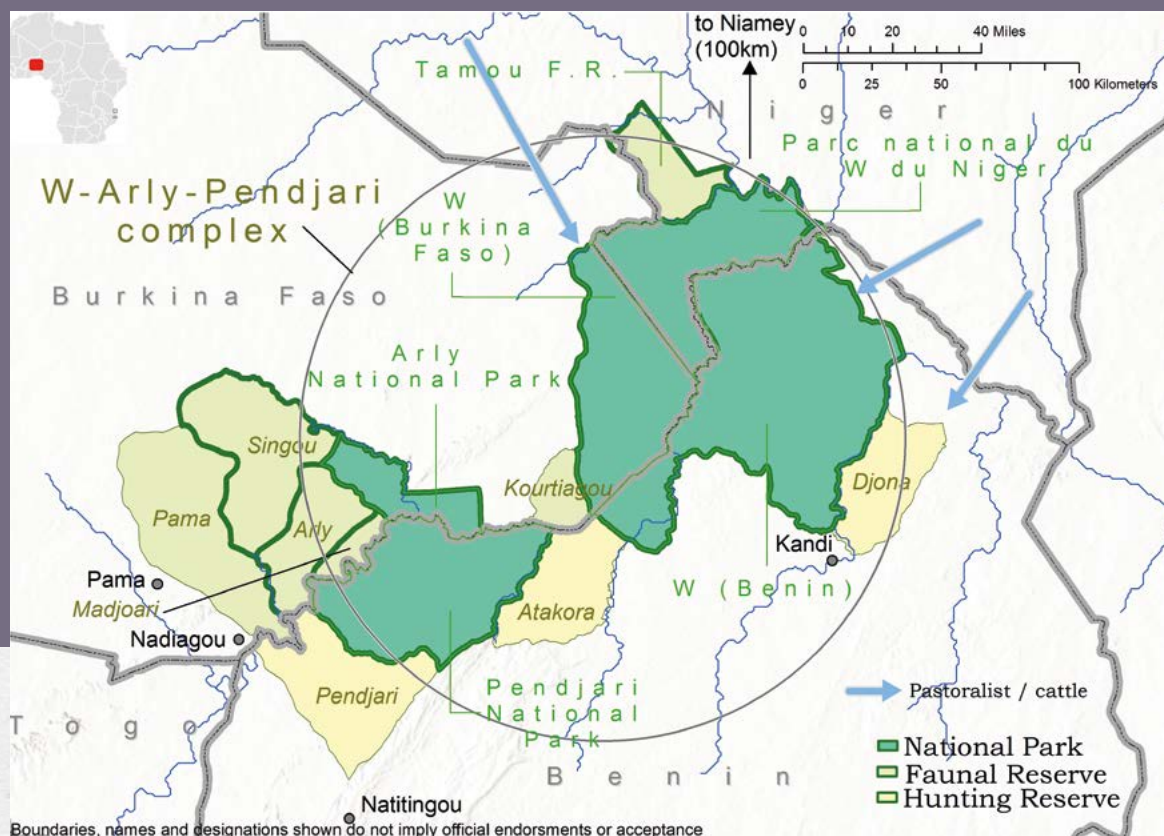 to Niamey
(100km)
0 10 20 40 Miles
0 25 50 100 Kilometers
Tamou F.R.
Niger
Parc national du
W du Niger
W-Arly-Pendjari
complex
W
(Burkina
Faso)
Burkina Faso
Arly
National Park
Singou
Kourtiagou
Djona
Pama
Arly
Kandi
Pama
Madjoari
Atakora
W (Benin)
Nadiagou
Pendjari
Pendjari
National
Park
Pastoralist / cattle
Togo
National Park
Faunal Reserve
Hunting Reserve
Benin
Natitingou
Boundaries, names and designations shown do not imply official endorsments or acceptance